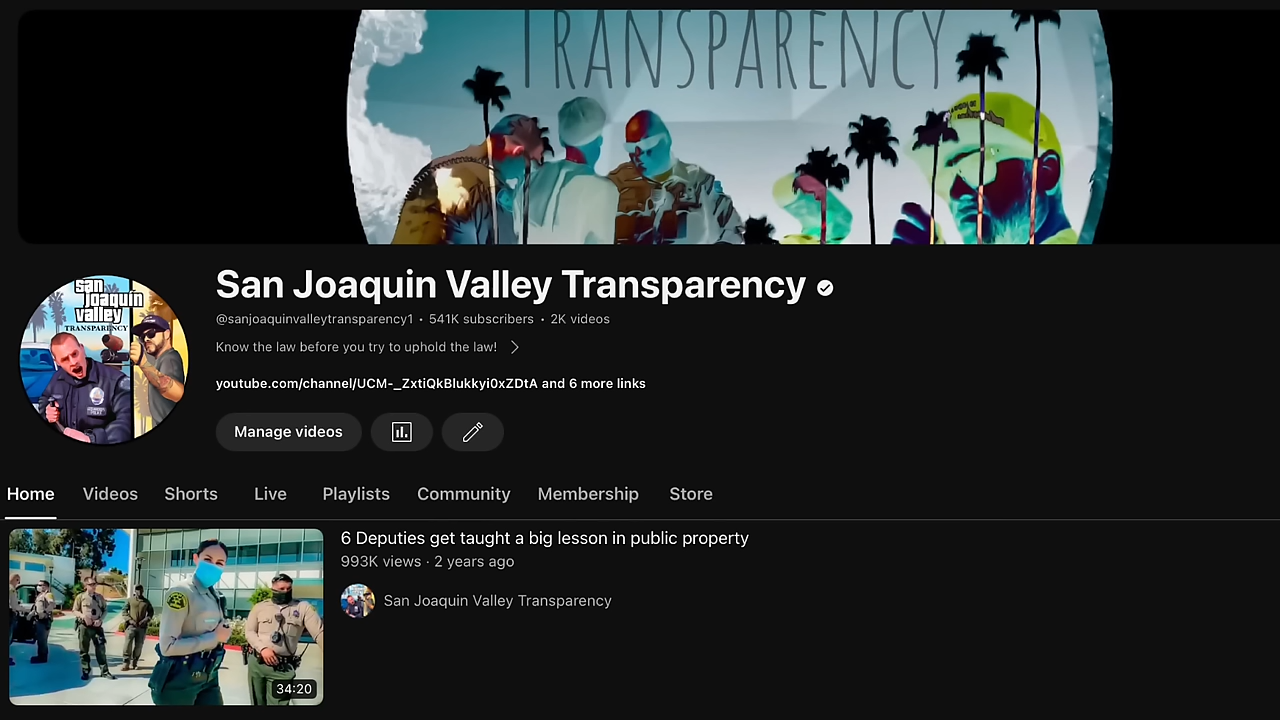 TRANSPARENCY
San Joaquin Valley Transparency
@sanjoaquinvalleytransparency1 • 541K subscribers • 2K videos
Know the law before you try to uphold the law!
youtube.com/channel/UCM-_ZxtiQkBlukkyi0xZDtA and 6 more links
san
joaquin
valley
TRANSPARENCY
Manage videos
Home Videos Shorts Live Playlists Community Membership Store
6 Deputies get taught a big lesson in public property
993K views · 2 years ago
San Joaquin Valley Transparency
34:20